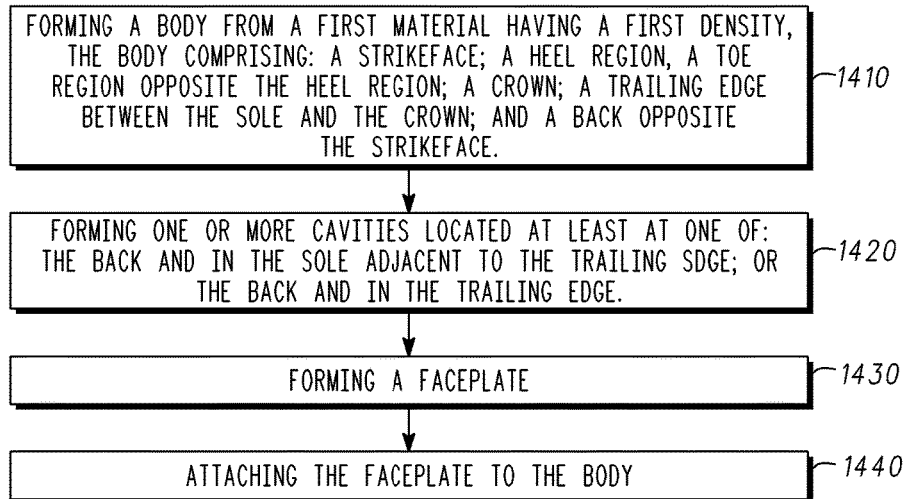 FORMING A BODY FROM A FIRST MATERIAL HAVING A FIRST DENSITY,
THE BODY COMPRISING: A STRIKEFACE; A HEEL REGION, A TOE
REGION OPPOSITE THE HEEL REGION; A CROWN; A TRAILING EDGE
BETWEEN THE SOLE AND THE CROWN; AND A BACK OPPOSITE
THE STRIKEFACE.
1410
FORMING ONE OR MORE CAVITIES LOCATED AT LEAST AT ONE OF:
THE BACK AND IN THE SOLE ADJACENT TO THE TRAILING SDGE; OR
THE BACK AND IN THE TRAILING EDGE.
1420
FORMING A FACEPLATE
1430
ATTACHING THE FACEPLATE TO THE BODY
1440